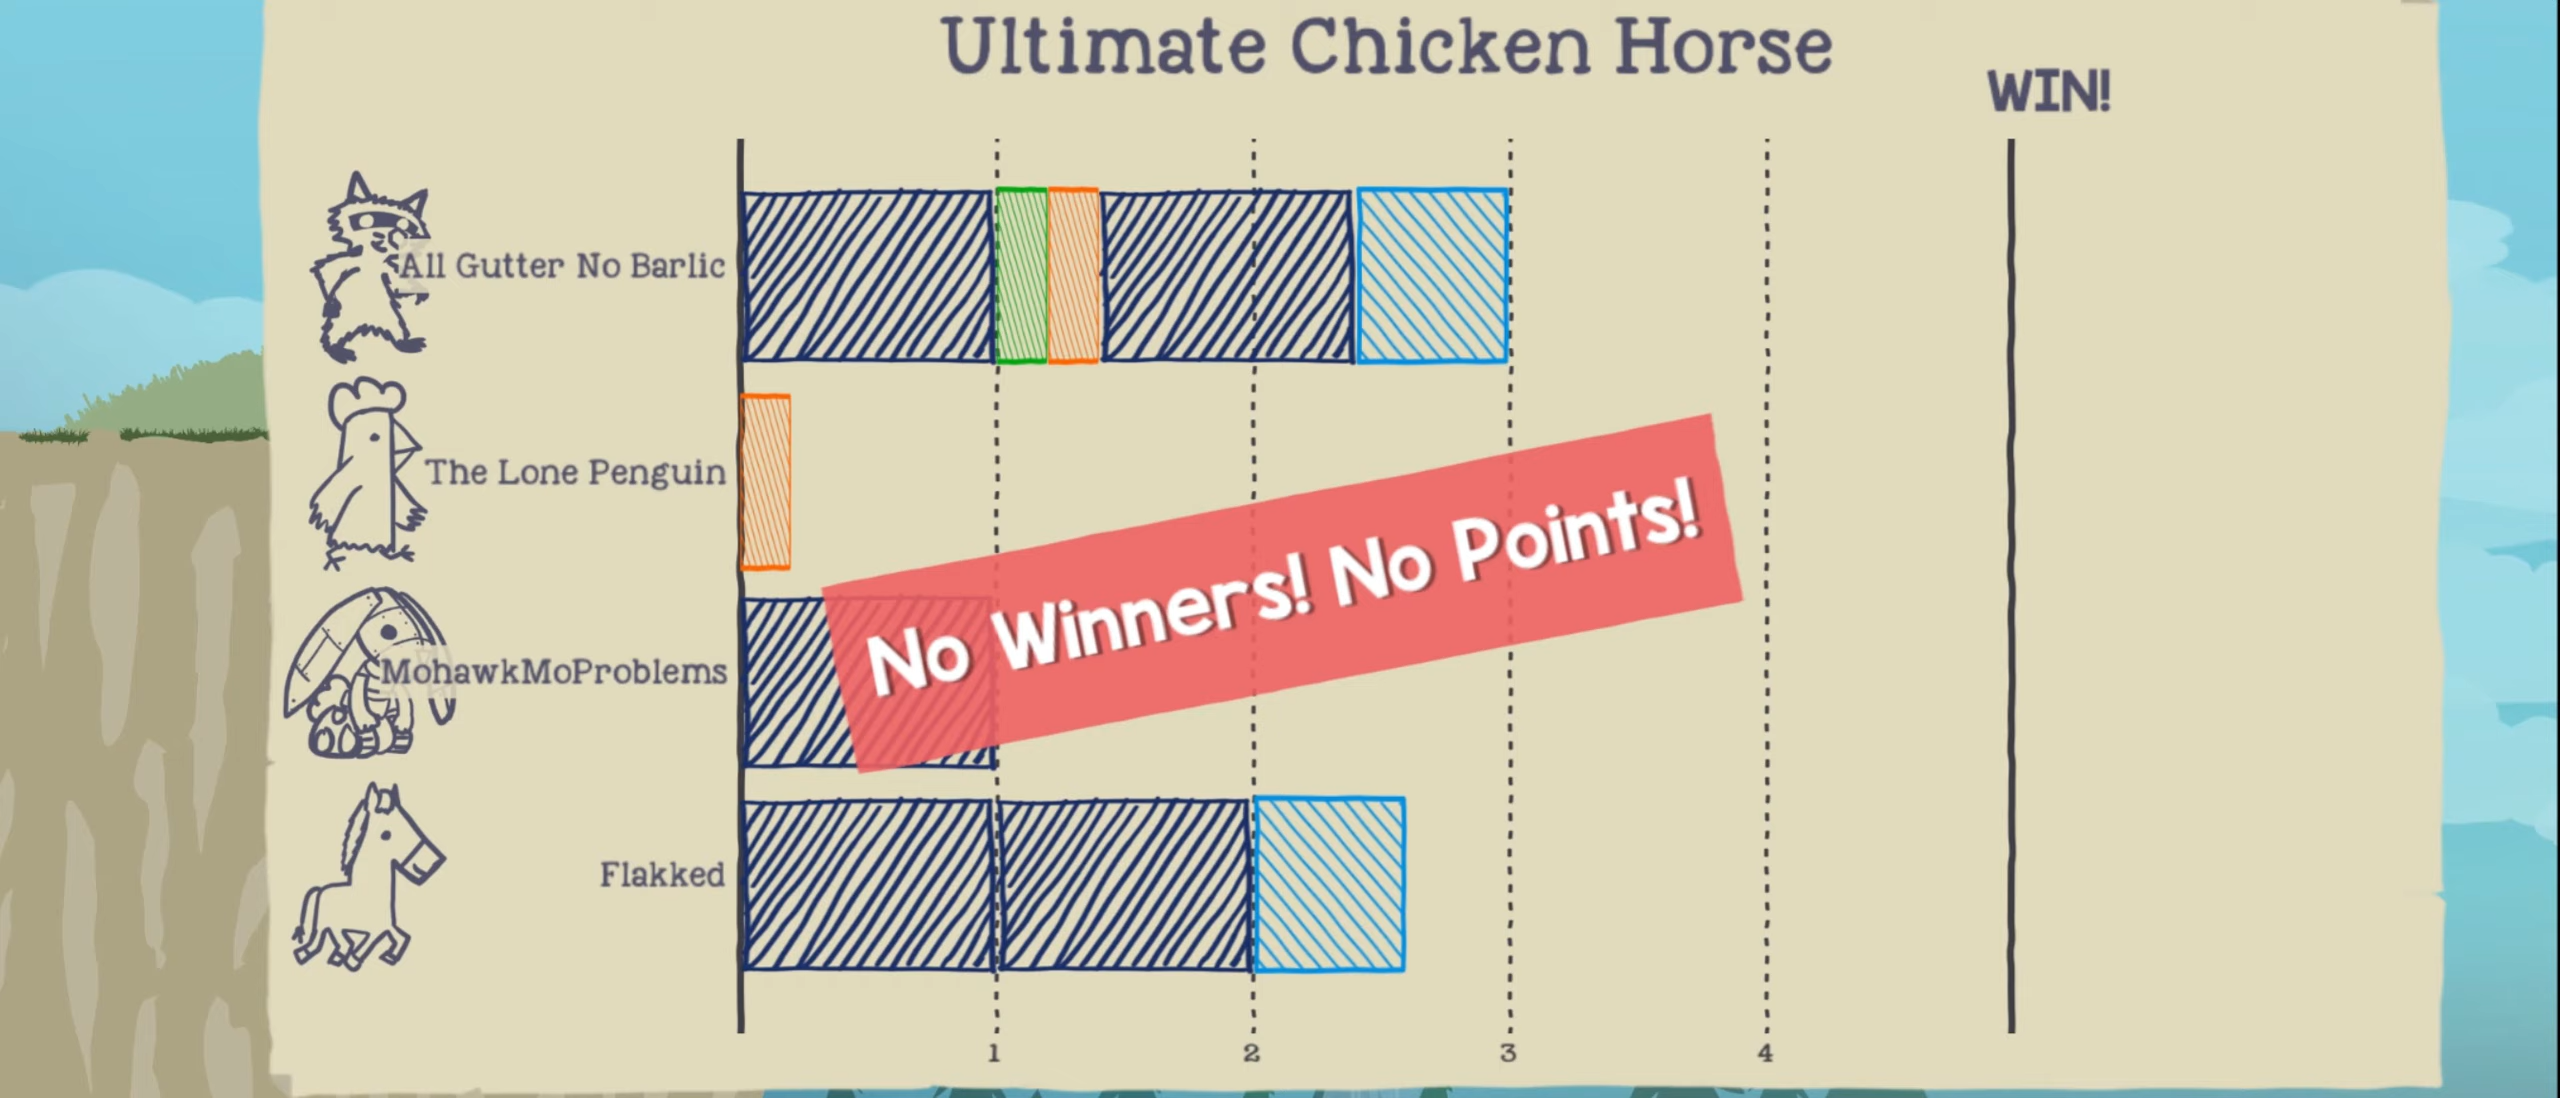 Ultimate Chicken Horse
WIN!
All Gutter No Barlic
The Lone Penguin
No Winners! No Points!
MohawkMoProblems
Flakked
1 2 3 4